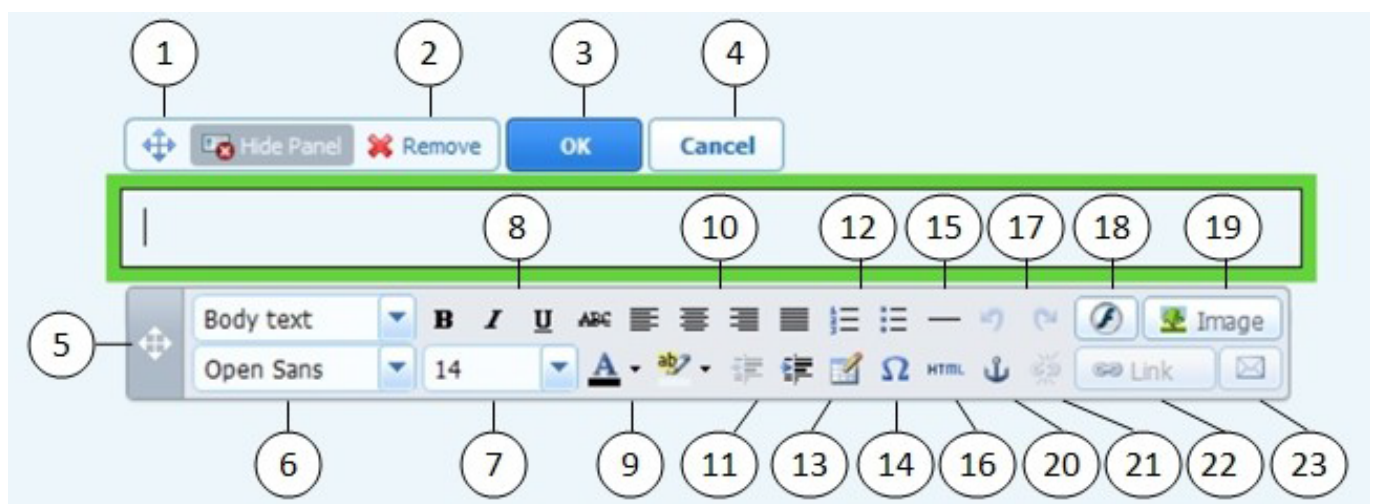 1 2 3 4
Hide Panel Remove OK Cancel
8 10 12 15 17 18 19
5
Body text B I U ABC Image
Open Sans 14 A ab Ω HTML Link
6 7 9 11 13 14 16 20 21 22 23